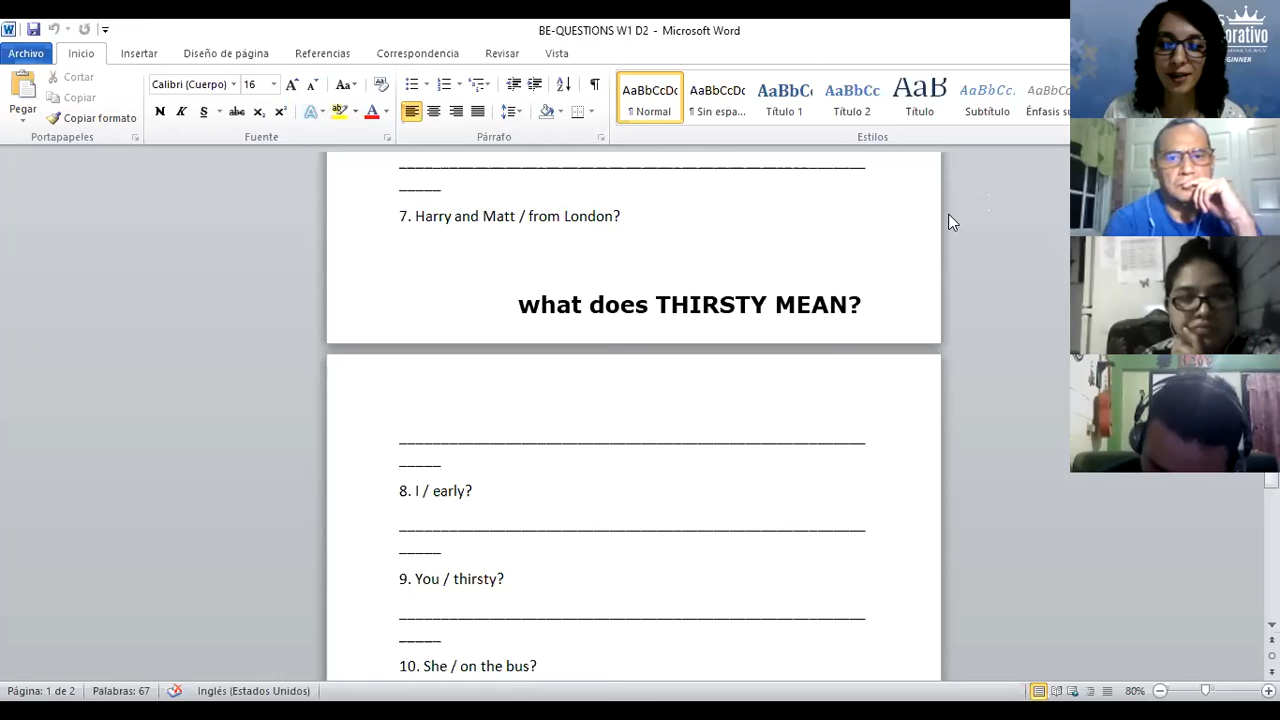 BE-QUESTIONS W1 D2 - Microsoft Word
Archivo Inicio Insertar Diseño de página Referencias Correspondencia Revisar Vista
Pegar
Cortar
Copiar
Copiar formato
Portapapeles
Calibri (Cuerpo) 16
N K S abc x₂ x²
Fuente
Párrafo
AaBbCcDc
¶ Normal
AaBbCcDc
¶ Sin espa...
AaBbC
Título 1
AaBbCc
Título 2
AaB
Título
AaBbCc.
Subtítulo
AaBbCc
Énfasis su
Estilos
7. Harry and Matt / from London?
what does THIRSTY MEAN?
8. I / early?
9. You / thirsty?
10. She / on the bus?
Página: 1 de 2
Palabras: 67
Inglés (Estados Unidos)
80%